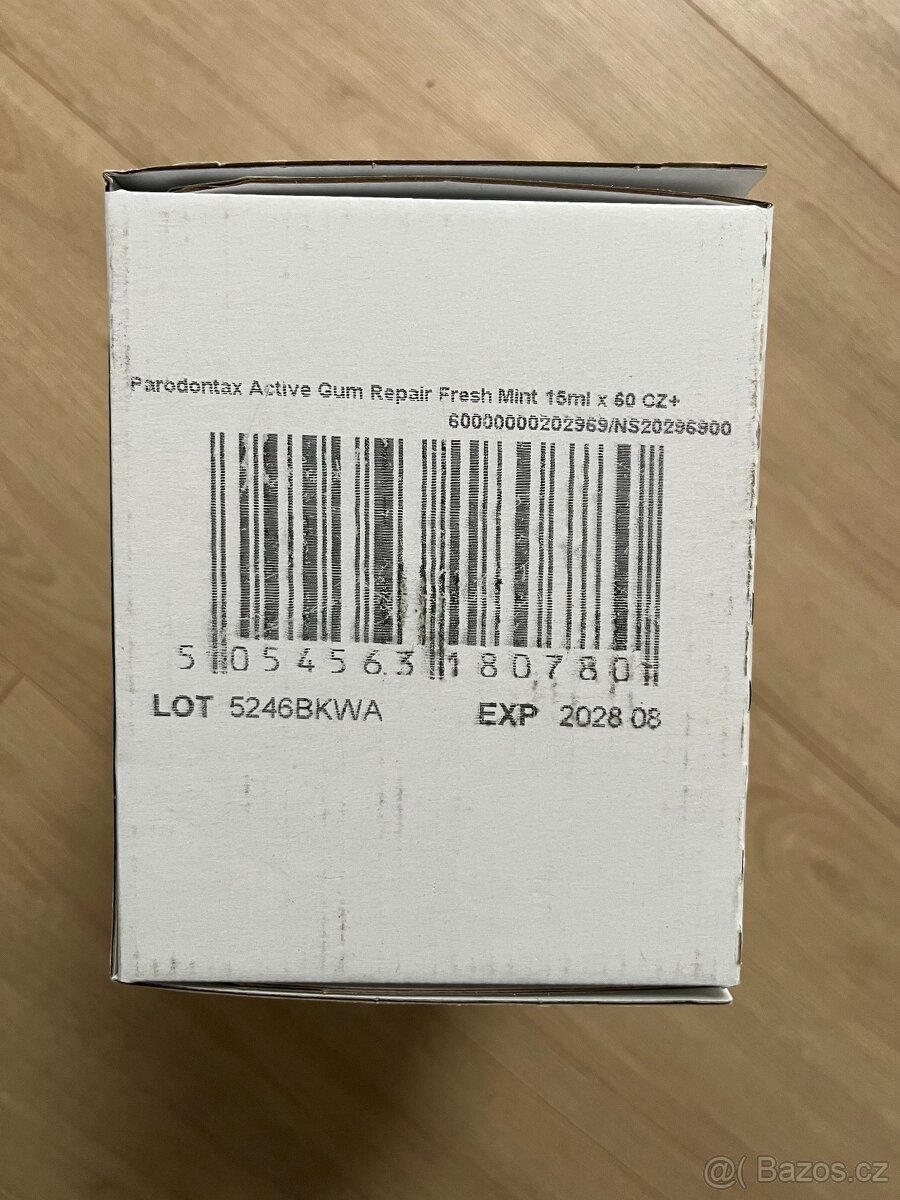 Parodontax Active Gum Repair Fresh Mint 15ml x 60 CZ+
60000000202969/NS20296900
5 054563 180780
LOT 5246BKWA
EXP 2028 08
@( Bazos.cz